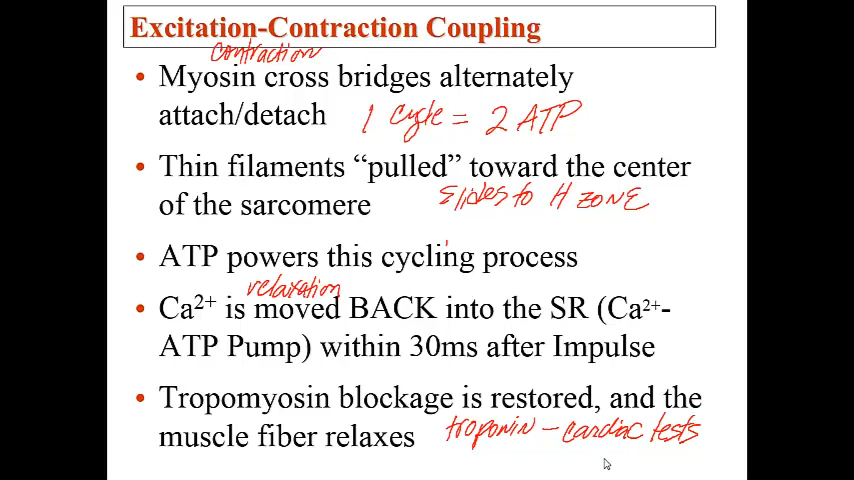 Excitation-Contraction Coupling
contraction
• Myosin cross bridges alternately
attach/detach 1 cycle = 2 ATP
• Thin filaments “pulled” toward the center
of the sarcomere slides to H ZONE
• ATP powers this cycling process
relaxation
• Ca²⁺ is moved BACK into the SR (Ca²⁺-
ATP Pump) within 30ms after Impulse
• Tropomyosin blockage is restored, and the
muscle fiber relaxes troponin – cardiac tests